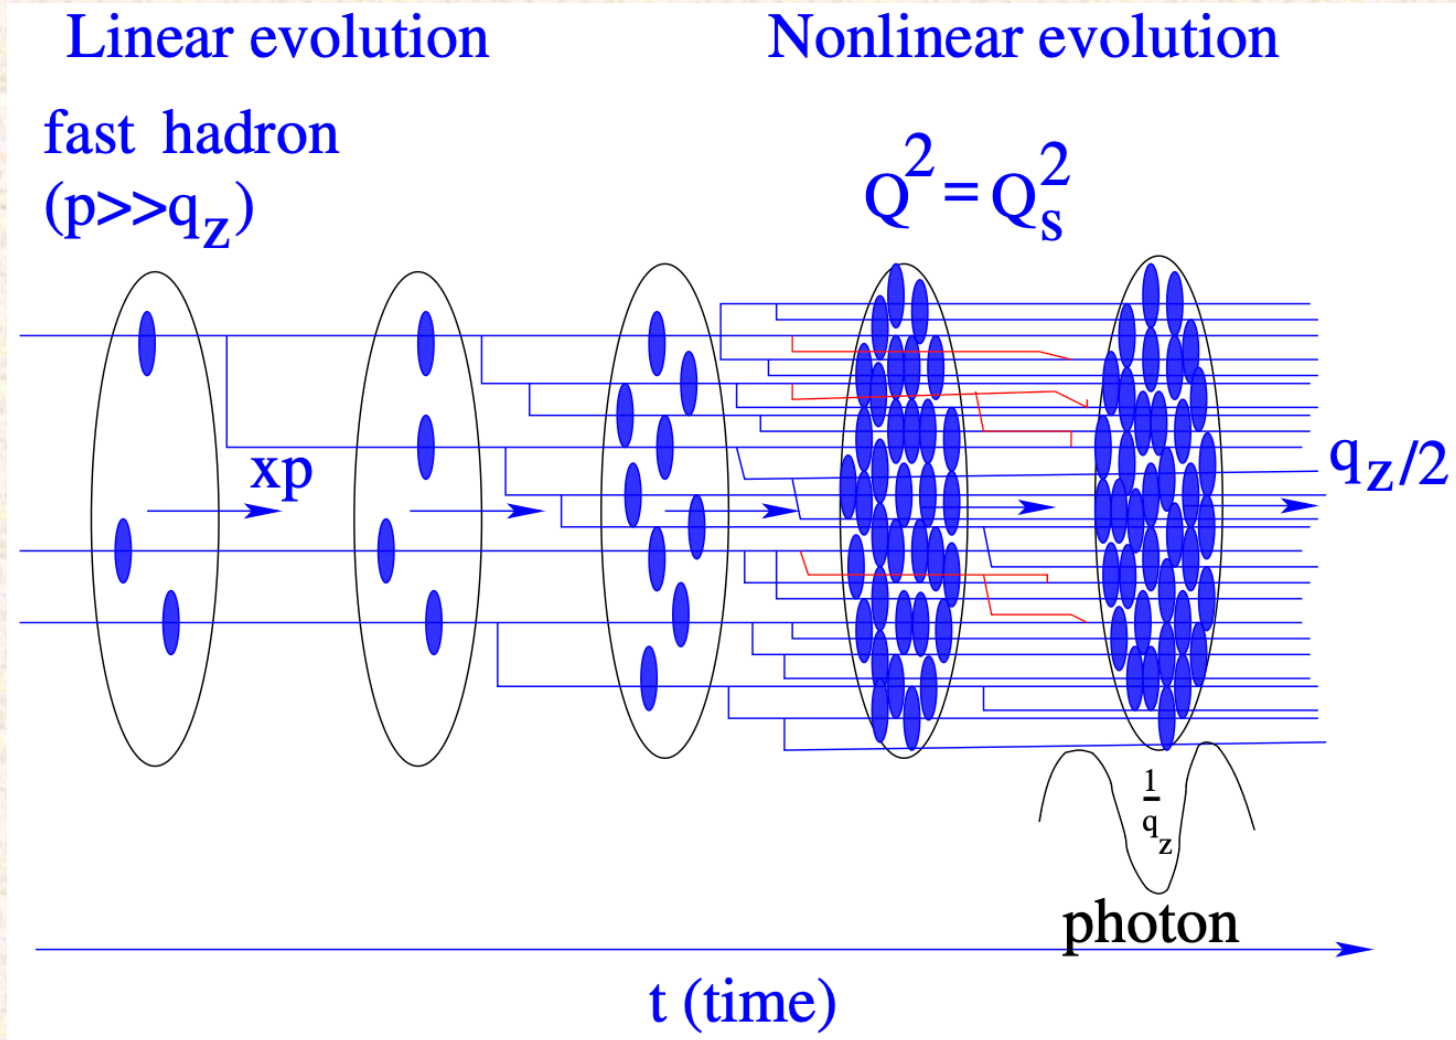 Linear evolution
Nonlinear evolution
fast hadron
(p>>q_z)
Q^2 = Q_s^2
xp
q_z/2
1
q_z
photon
t (time)